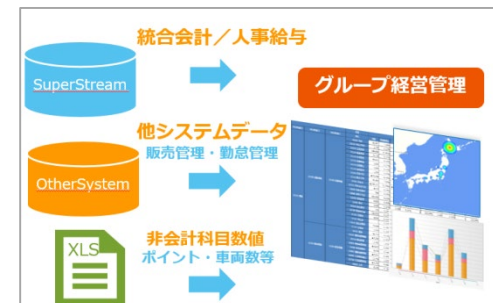 統合会計／人事給与
SuperStream
グループ経営管理
他システムデータ
販売管理・勤怠管理
OtherSystem
非会計科目数値
ポイント・車両数等
XLS